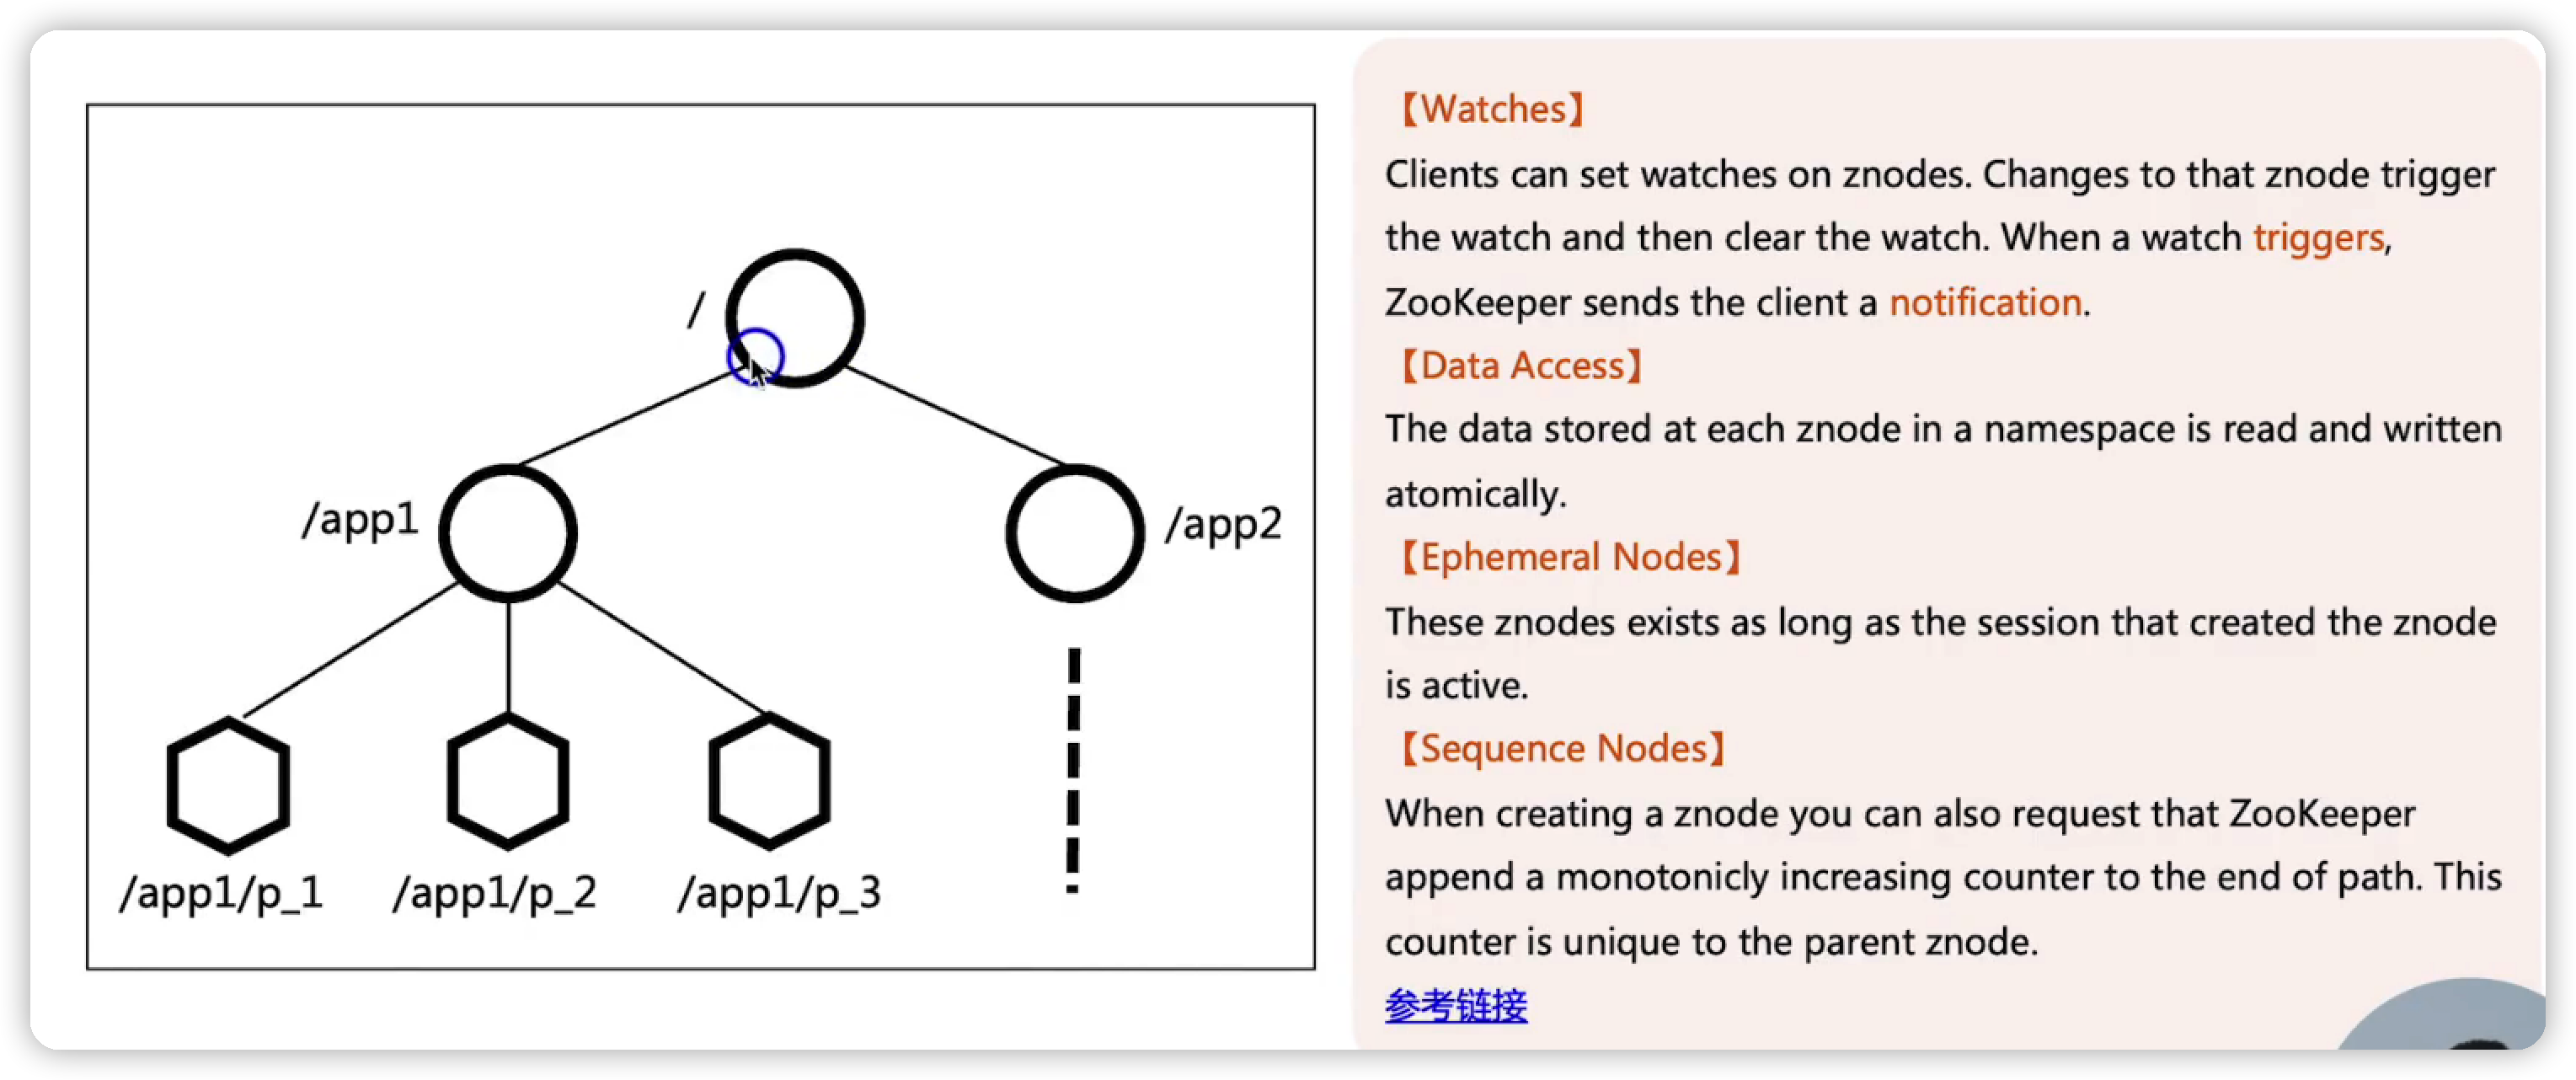 /
/app1
/app2
/app1/p_1
/app1/p_2
/app1/p_3
【Watches】
Clients can set watches on znodes. Changes to that znode trigger
the watch and then clear the watch. When a watch triggers,
ZooKeeper sends the client a notification.
【Data Access】
The data stored at each znode in a namespace is read and written
atomically.
【Ephemeral Nodes】
These znodes exists as long as the session that created the znode
is active.
【Sequence Nodes】
When creating a znode you can also request that ZooKeeper
append a monotonicly increasing counter to the end of path. This
counter is unique to the parent znode.
参考链接